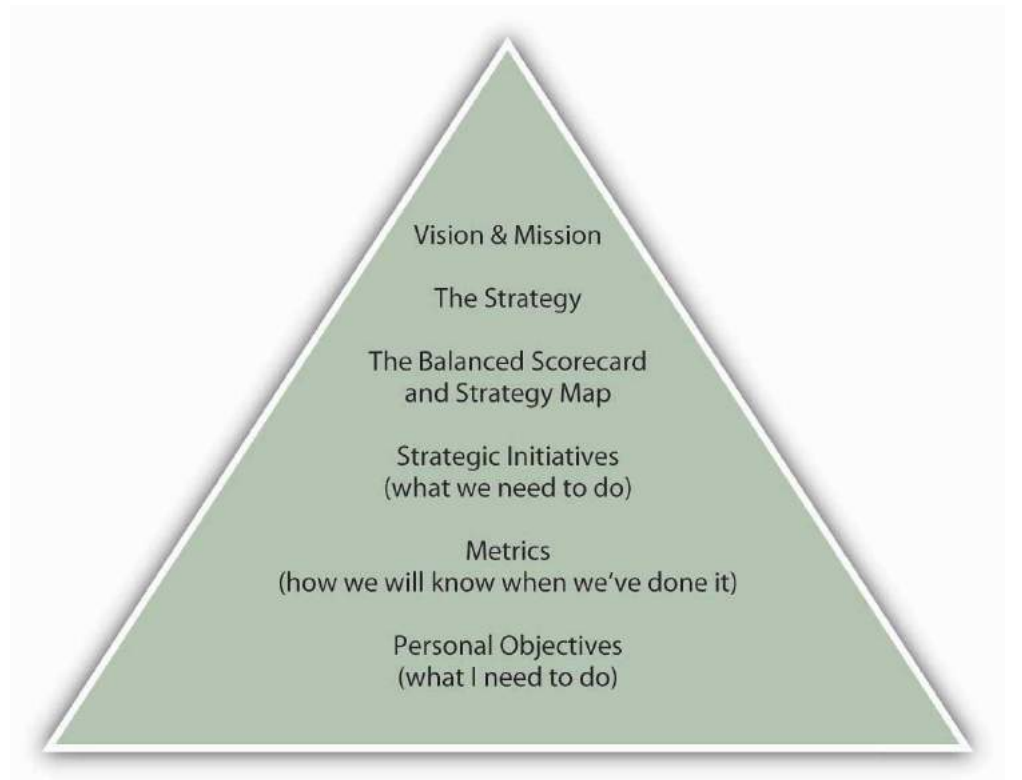 Vision & Mission
The Strategy
The Balanced Scorecard
and Strategy Map
Strategic Initiatives
(what we need to do)
Metrics
(how we will know when we’ve done it)
Personal Objectives
(what I need to do)